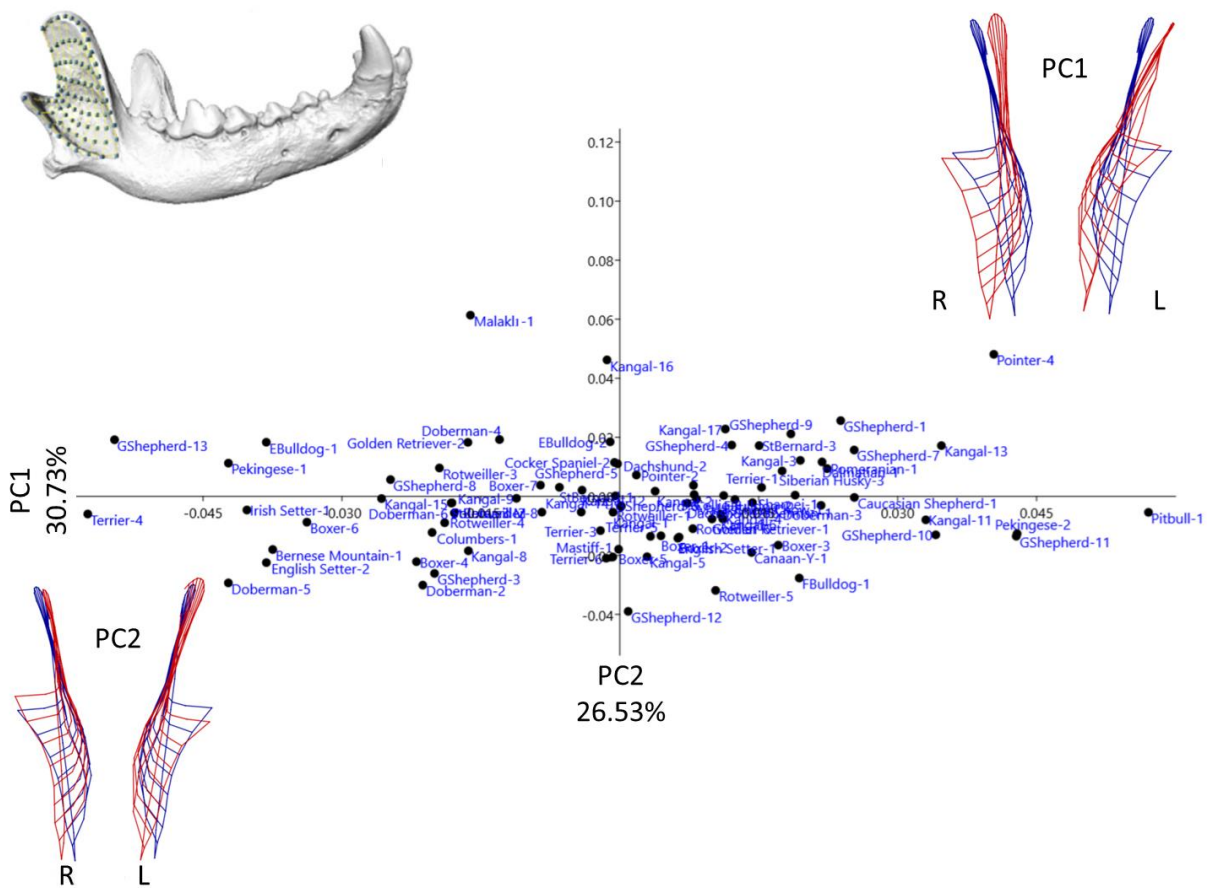 PC1
R
L
0.12
0.10
0.08
0.06
Malaklı-1
Kangal-16
0.04
Pointer-4
PC1
30.73%
GShepherd-13
EBulldog-1
Pekingese-1
Doberman-4
Golden Retriever-2
EBulldog-2
Kangal-17
GShepherd-9
GShepherd-1
GShepherd-4
StBernard-3
GShepherd-7
Kangal-13
Cocker Spaniel-2
Dachshund-2
Kangal-3
Pomeranian-1
Rotweiller-3
GShepherd-5
Pointer-2
Terrier-1
Siberian Husky-3
GShepherd-8
Boxer-7
Kangal-15
Kangal-9
Caucasian Shepherd-1
-0.045
-0.030
0.030
0.045
Terrier-4
Irish Setter-1
Boxer-6
Doberman-6
Rotweiller-4
Columbers-1
Terrier-3
Rotweiller-1
Doberman-3
Kangal-11
Pekingese-2
Pitbull-1
GShepherd-10
GShepherd-11
Bernese Mountain-1
English Setter-2
Kangal-8
Mastiff-1
Boxer-5
Kangal-5
English Setter-1
Boxer-3
Canaan-Y-1
Boxer-4
GShepherd-3
Doberman-5
Doberman-2
FBulldog-1
Rotweiller-5
-0.04
GShepherd-12
PC2
26.53%
PC2
R
L